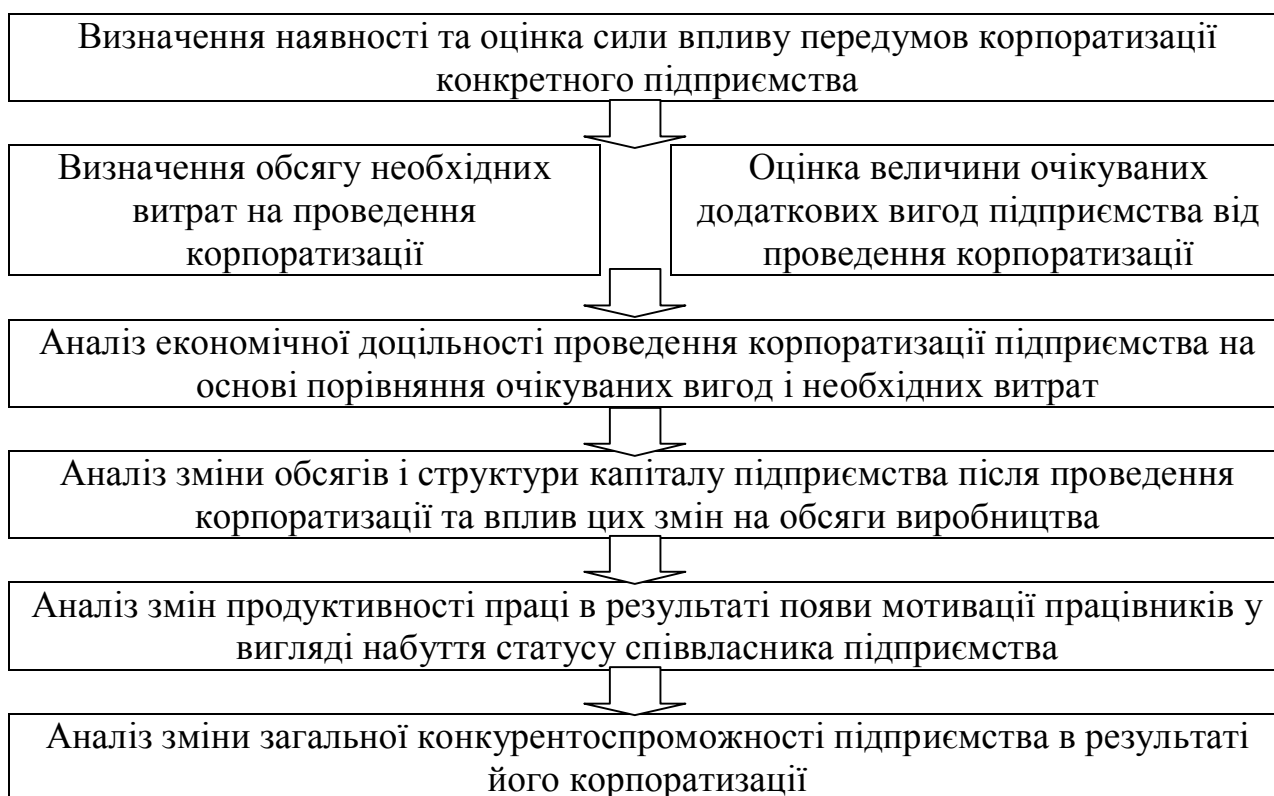 Визначення наявності та оцінка сили впливу передумов корпоратизації
конкретного підприємства
Визначення обсягу необхідних
витрат на проведення
корпоратизації
Оцінка величини очікуваних
додаткових вигод підприємства від
проведення корпоратизації
Аналіз економічної доцільності проведення корпоратизації підприємства на
основі порівняння очікуваних вигод і необхідних витрат
Аналіз зміни обсягів і структури капіталу підприємства після проведення
корпоратизації та вплив цих змін на обсяги виробництва
Аналіз змін продуктивності праці в результаті появи мотивації працівників у
вигляді набуття статусу співвласника підприємства
Аналіз зміни загальної конкурентоспроможності підприємства в результаті
його корпоратизації